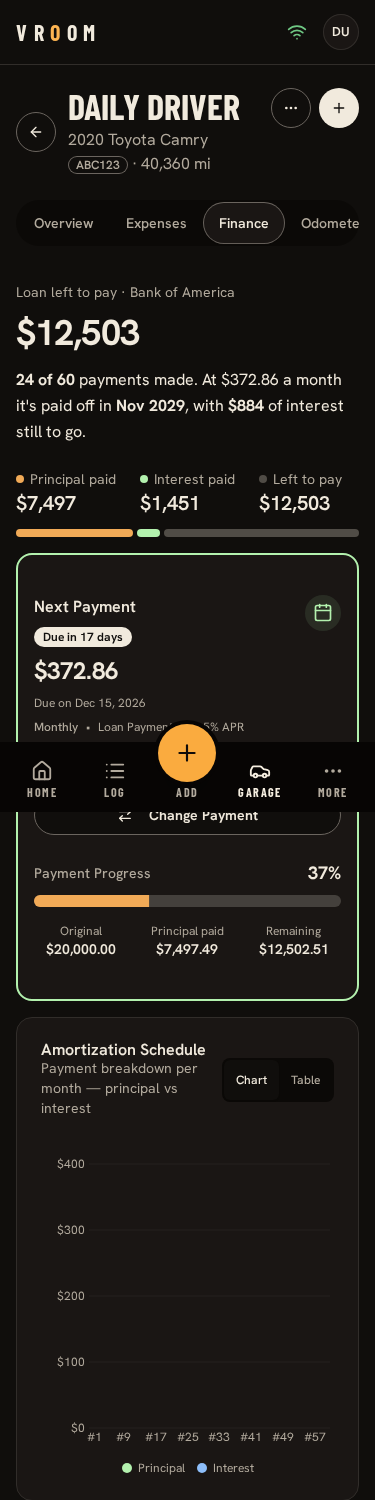 VROOM
DU
DAILY DRIVER
2020 Toyota Camry
ABC123 · 40,360 mi
Overview Expenses Finance Odomete
Loan left to pay · Bank of America
$12,503
24 of 60 payments made. At $372.86 a month
it's paid off in Nov 2029, with $884 of interest
still to go.
Principal paid Interest paid Left to pay
$7,497 $1,451 $12,503
Next Payment
Due in 17 days
$372.86
Due on Dec 15, 2026
Monthly • Loan Paymen 5% APR
HOME LOG ADD GARAGE MORE
Change Payment
Payment Progress 37%
Original Principal paid Remaining
$20,000.00 $7,497.49 $12,502.51
Amortization Schedule
Payment breakdown per
month — principal vs
interest
Chart Table
$400
$300
$200
$100
$0
#1 #9 #17 #25 #33 #41 #49 #57
Principal Interest